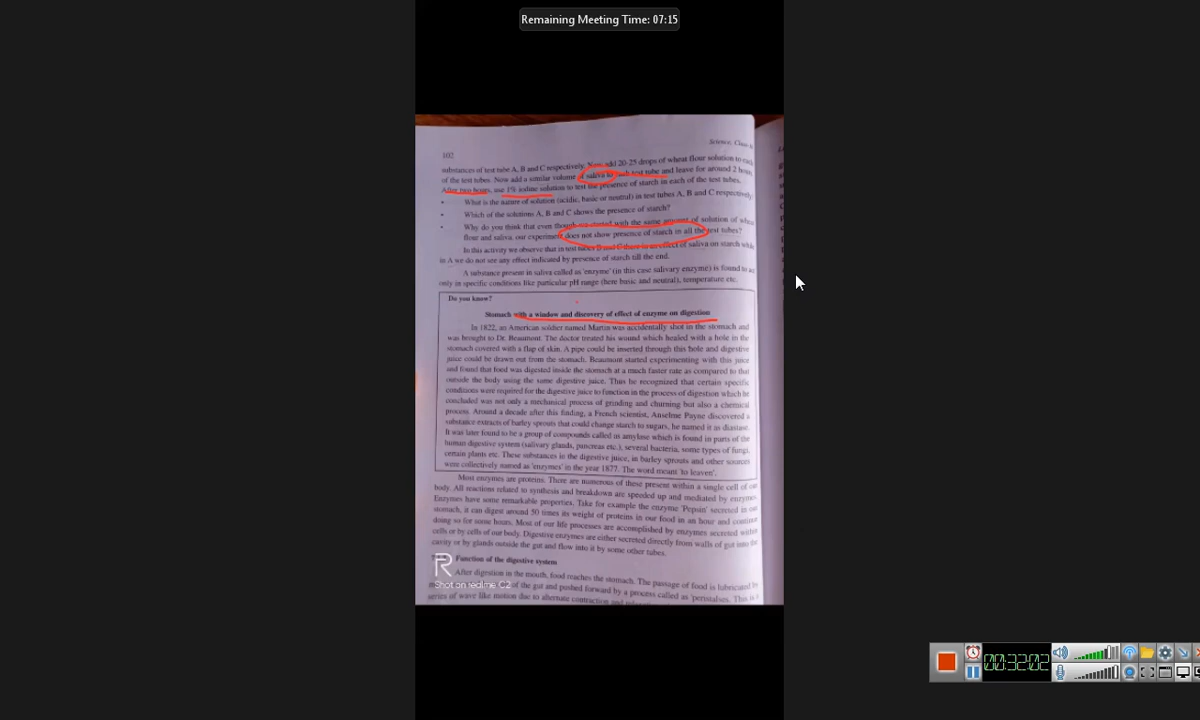 Remaining Meeting Time: 07:15
102
Science, Class-
substances of test tube A, B and C respectively. Now add 20-25 drops of wheat flour solution to each
of the test tubes. Now add a similar volume of saliva to each test tube and leave for around 2 hours.
After two hours, use 1% iodine solution to test the presence of starch in each of the test tubes.
• What is the nature of solution (acidic, basic or neutral) in test tubes A, B and C respectively
• Which of the solutions A, B and C shows the presence of starch?
• Why do you think that even though we started with the same amount of solution of
flour and saliva, our experiment does not show presence of starch in all the test tubes?
In this activity we observe that in test tubes B and C there is an effect of saliva on starch while
in A we do not see any effect indicated by presence of starch till the end.
A substance present in saliva called as 'enzyme' (in this case salivary enzyme) is found to
only in specific conditions like particular pH range (here basic and neutral), temperature etc.
Do you know?
Stomach with a window and discovery of effect of enzyme on digestion
In 1822, an American soldier named Martin was accidentally shot in the stomach and
was brought to Dr. Beaumont. The doctor treated his wound which healed with a hole in the
stomach covered with a flap of skin. A pipe could be inserted through this hole and digestive
juice could be drawn out from the stomach. Beaumont started experimenting with this juice
and found that food was digested inside the stomach at a much faster rate as compared to that
outside the body using the same digestive juice. Thus he recognized that certain specific
conditions were required for the digestive juice to function in the process of digestion which he
concluded was not only a mechanical process of grinding and churning but also a chemical
process. Around a decade after this finding, a French scientist, Anselme Payne discovered a
substance extracts of barley sprouts that could change starch to sugars, he named it as diastase.
It was later found to be a group of compounds called as amylase which is found in parts of the
human digestive system (salivary glands, pancreas etc.), several bacteria, some types of fungi,
certain plants etc. These substances in the digestive juice, in barley sprouts and other sources
were collectively named as 'enzymes' in the year 1877. The word meant 'to leaven'.
Most enzymes are proteins. There are numerous of these present within a single cell of our
body. All reactions related to synthesis and breakdown are speeded up and mediated by enzymes.
Enzymes have some remarkable properties. Take for example the enzyme 'Pepsin' secreted in our
stomach, it can digest around 50 times its weight of proteins in our food in an hour and continue
doing so for some hours. Most of our life processes are accomplished by enzymes secreted within
cells or by cells of our body. Digestive enzymes are either secreted directly from walls of gut into the
cavity or by glands outside the gut and flow into it by some other tubes.
Function of the digestive system
After digestion in the mouth, food reaches the stomach. The passage of food is lubricated by
of the gut and pushed forward by a process called as 'peristalses. This is
series of wave like motion due to alternate contraction and
R
Shot on realme C2
00:32:02